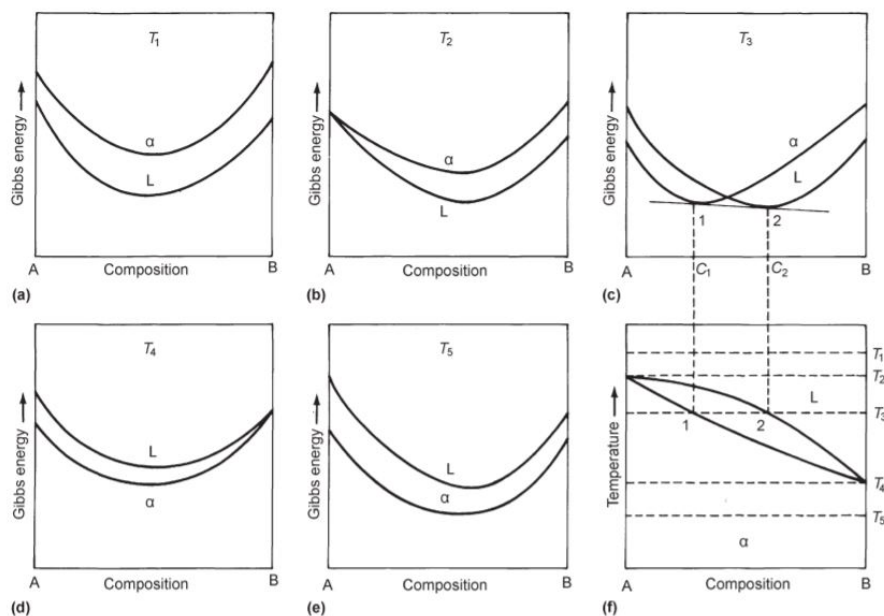 T1
Gibbs energy
α
L
A
Composition
B
(a)
T2
Gibbs energy
α
L
A
Composition
B
(b)
T3
Gibbs energy
α
L
1
2
A
C1
C2
B
(c)
T4
Gibbs energy
L
α
A
Composition
B
(d)
T5
Gibbs energy
L
α
A
Composition
B
(e)
T1
T2
L
T3
1
2
Temperature
T4
T5
α
A
Composition
B
(f)